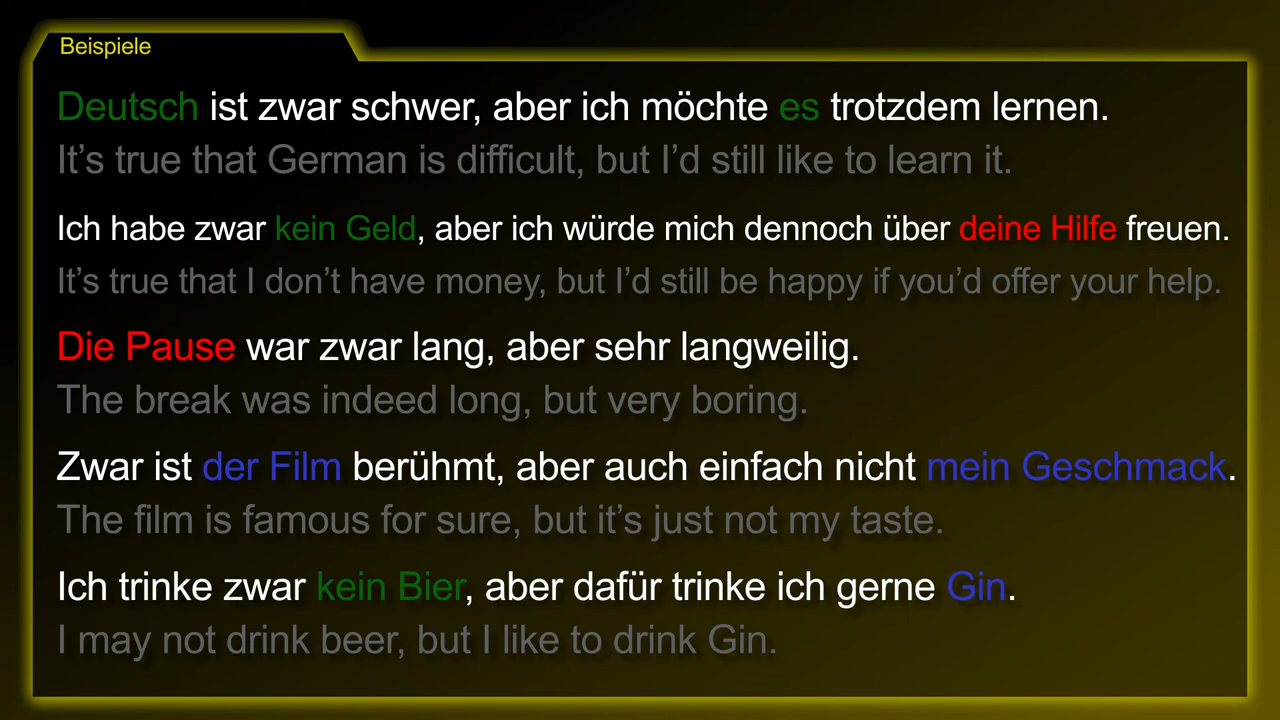 Beispiele
Deutsch ist zwar schwer, aber ich möchte es trotzdem lernen.
It’s true that German is difficult, but I’d still like to learn it.
Ich habe zwar kein Geld, aber ich würde mich dennoch über deine Hilfe freuen.
It’s true that I don’t have money, but I’d still be happy if you’d offer your help.
Die Pause war zwar lang, aber sehr langweilig.
The break was indeed long, but very boring.
Zwar ist der Film berühmt, aber auch einfach nicht mein Geschmack.
The film is famous for sure, but it’s just not my taste.
Ich trinke zwar kein Bier, aber dafür trinke ich gerne Gin.
I may not drink beer, but I like to drink Gin.